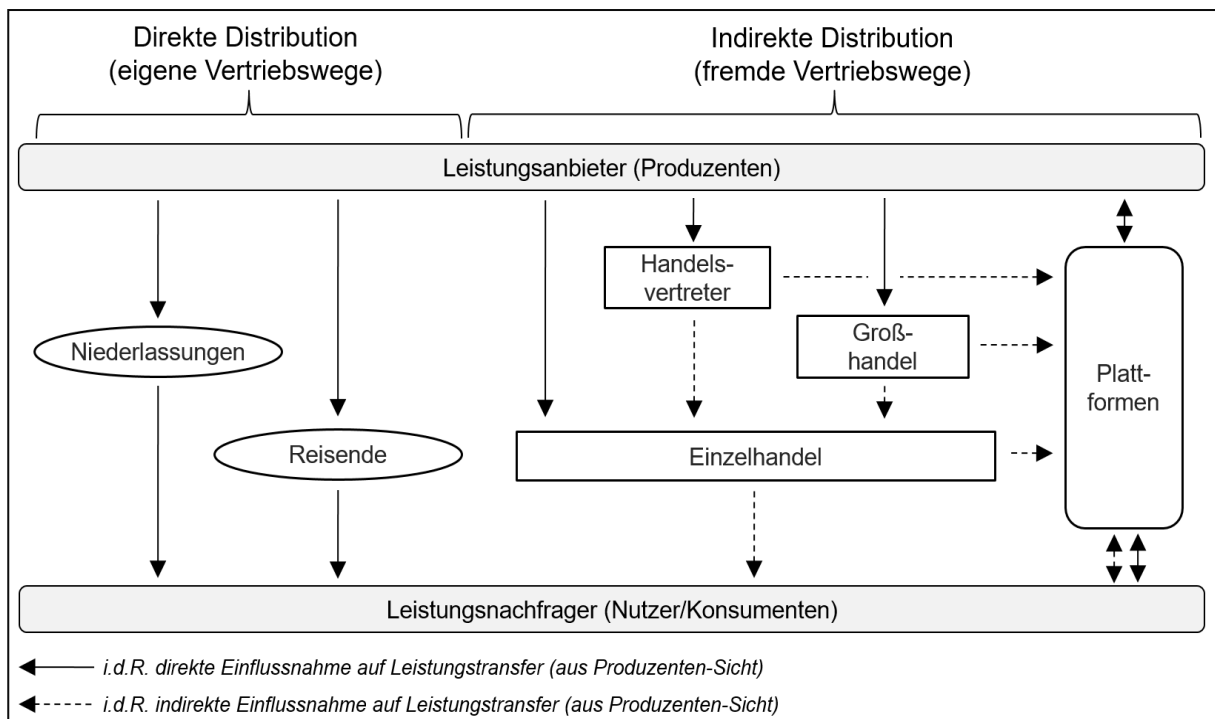 Direkte Distribution
(eigene Vertriebswege)
Indirekte Distribution
(fremde Vertriebswege)
Leistungsanbieter (Produzenten)
Handels-
vertreter
Groß-
handel
Niederlassungen
Platt-
formen
Reisende
Einzelhandel
Leistungsnachfrager (Nutzer/Konsumenten)
i.d.R. direkte Einflussnahme auf Leistungstransfer (aus Produzenten-Sicht)
i.d.R. indirekte Einflussnahme auf Leistungstransfer (aus Produzenten-Sicht)